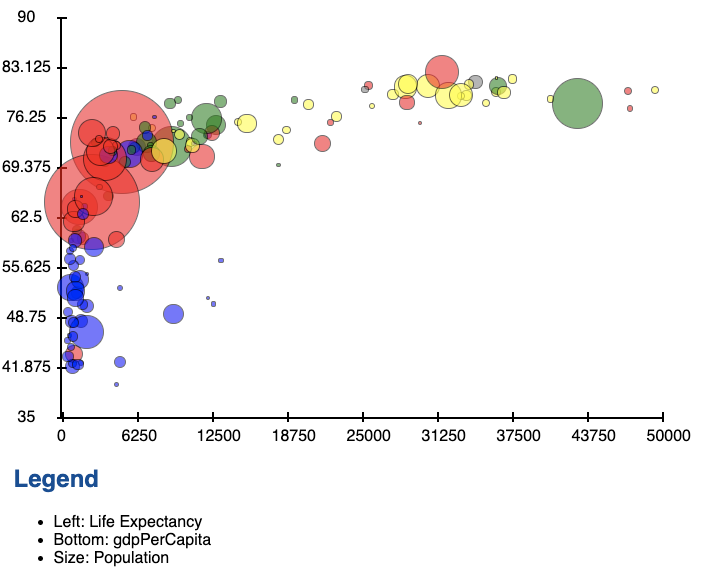 90
83.125
76.25
69.375
62.5
55.625
48.75
41.875
35
0 6250 12500 18750 25000 31250 37500 43750 50000
Legend
• Left: Life Expectancy
• Bottom: gdpPerCapita
• Size: Population